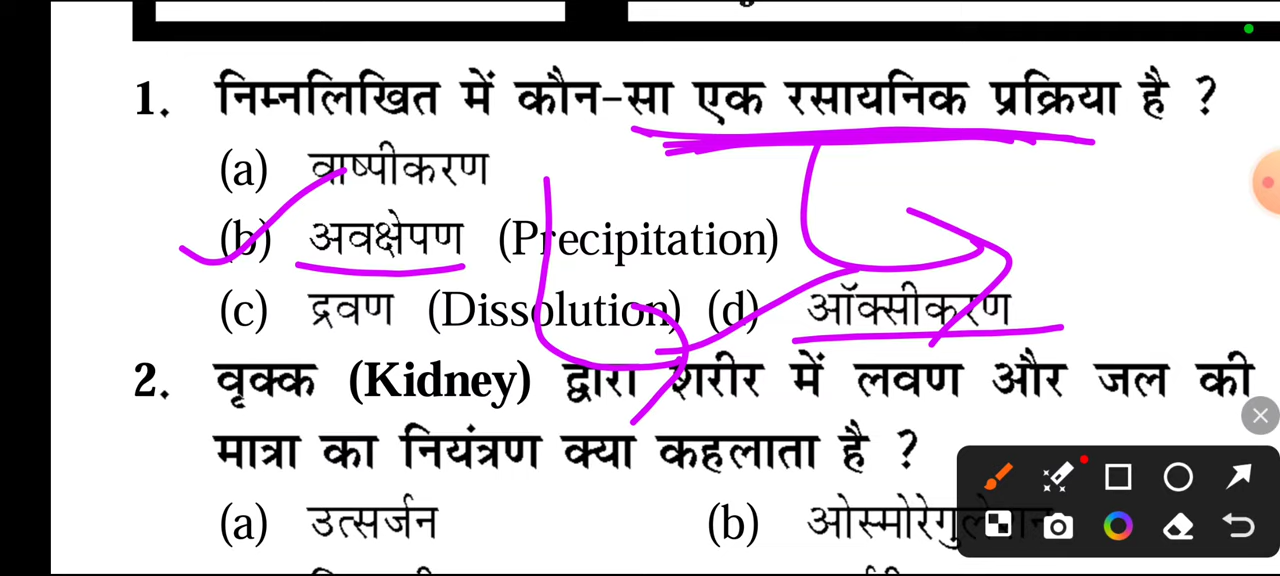 1. निम्नलिखित में कौन-सा एक रसायनिक प्रक्रिया है ?
(a) वाष्पीकरण
(b) अवक्षेपण (Precipitation)
(c) द्रवण (Dissolution) (d) ऑक्सीकरण
2. वृक्क (Kidney) द्वारा शरीर में लवण और जल की
मात्रा का नियंत्रण क्या कहलाता है ?
(a) उत्सर्जन (b)